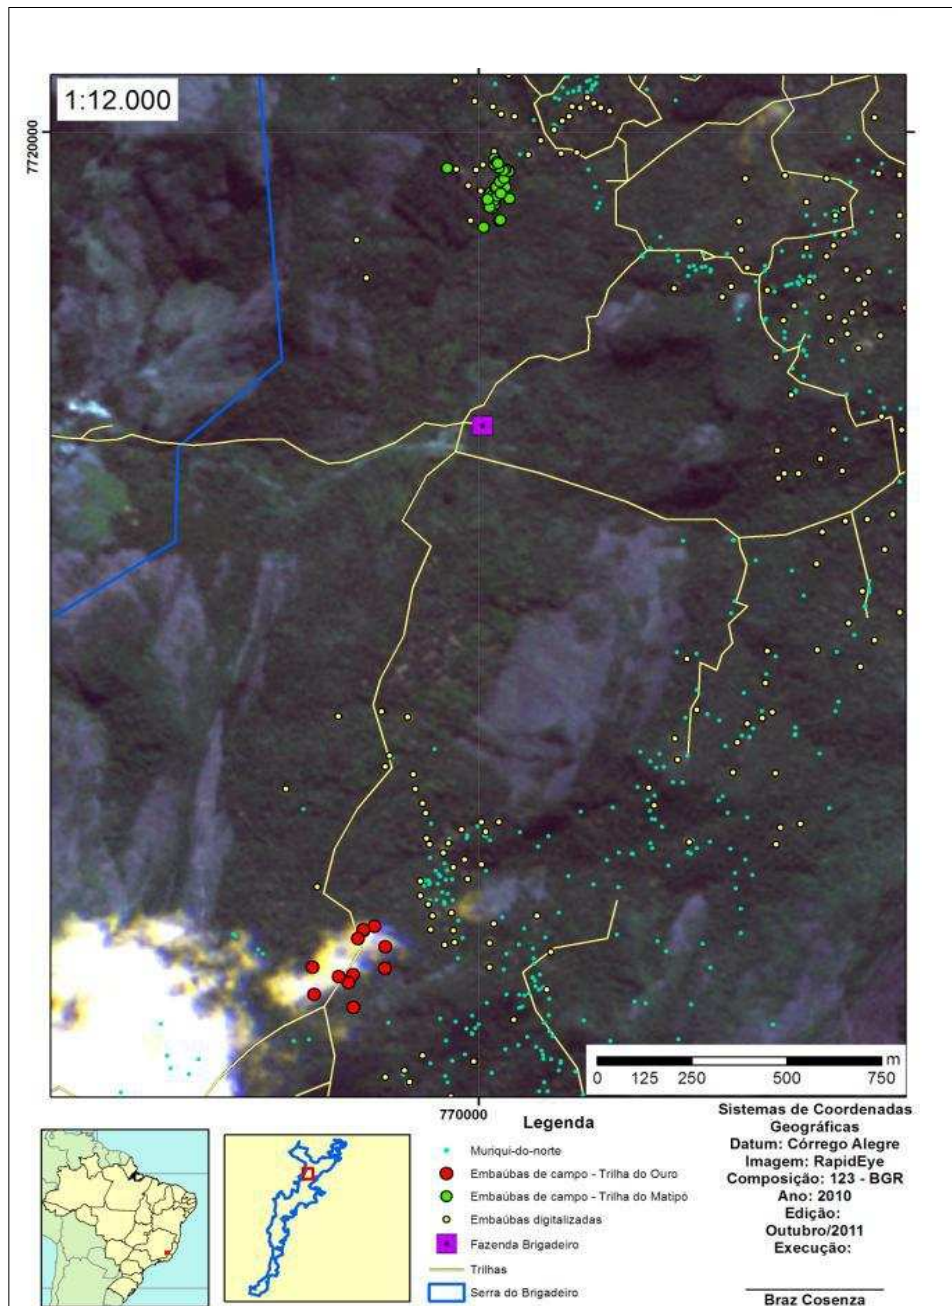 1:12.000
7720000
m
0 125 250 500 750
770000
Legenda
Muriqui-do-norte
Embaúbas de campo - Trilha do Ouro
Embaúbas de campo - Trilha do Matipó
Embaúbas digitalizadas
Fazenda Brigadeiro
Trilhas
Serra do Brigadeiro
Sistemas de Coordenadas
Geográficas
Datum: Córrego Alegre
Imagem: RapidEye
Composição: 123 - BGR
Ano: 2010
Edição:
Outubro/2011
Execução:
Braz Cosenza